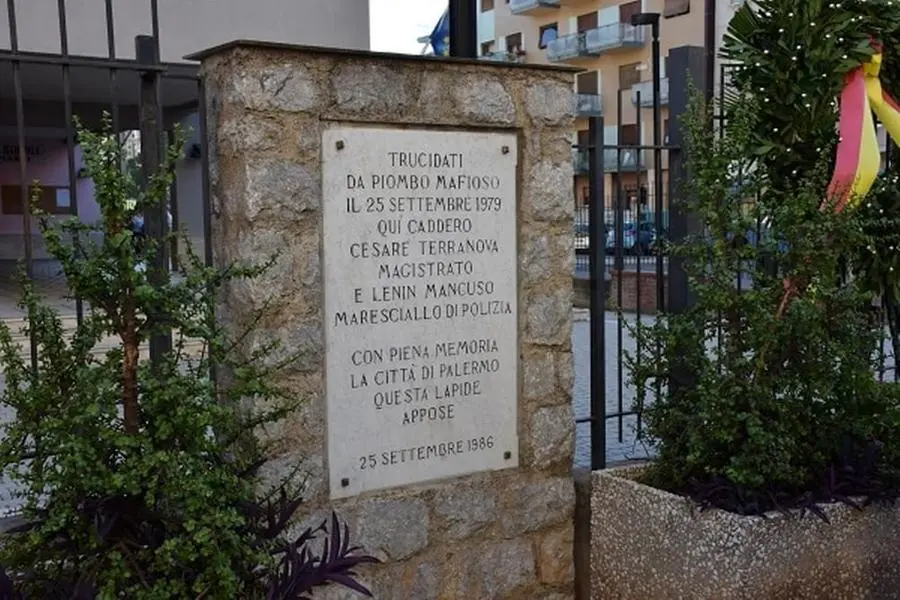 TRUCIDATI
DA PIOMBO MAFIOSO
IL 25 SETTEMBRE 1979
QUI CADDERO
CESARE TERRANOVA
MAGISTRATO
E LENIN MANCUSO
MARESCIALLO DI POLIZIA
CON PIENA MEMORIA
LA CITTÀ DI PALERMO
QUESTA LAPIDE
APPOSE
25 SETTEMBRE 1986